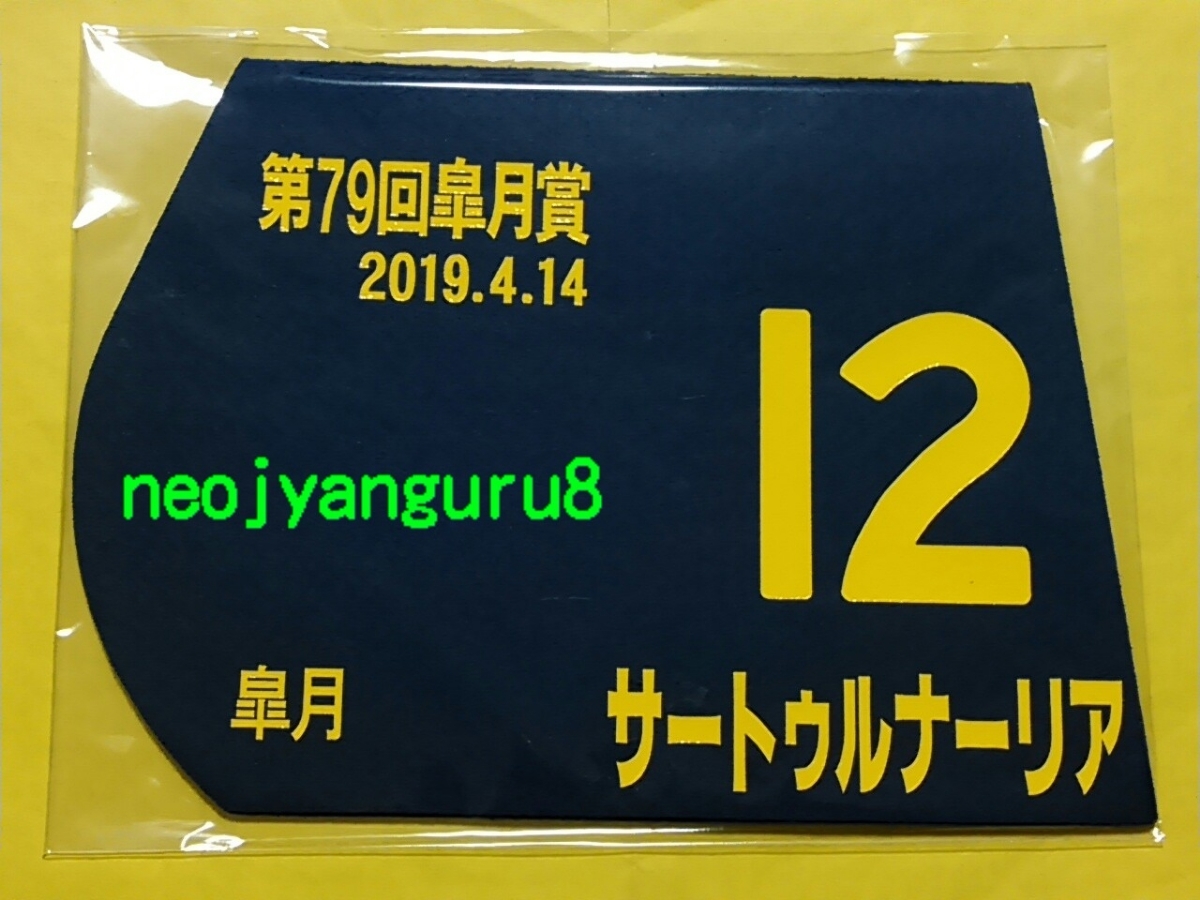 第79回皐月賞
2019.4.14
12
neojyanguru8
皐月
サートゥルナーリア